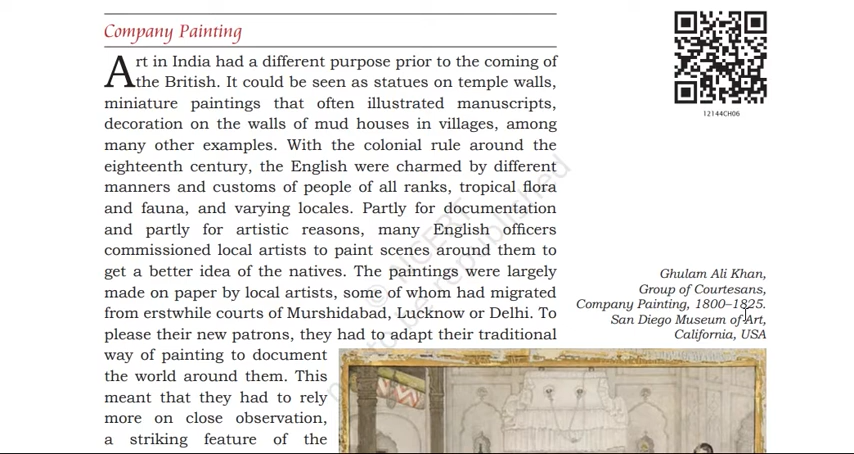 Company Painting
Art in India had a different purpose prior to the coming of
the British. It could be seen as statues on temple walls,
miniature paintings that often illustrated manuscripts,
decoration on the walls of mud houses in villages, among
many other examples. With the colonial rule around the
eighteenth century, the English were charmed by different
manners and customs of people of all ranks, tropical flora
and fauna, and varying locales. Partly for documentation
and partly for artistic reasons, many English officers
commissioned local artists to paint scenes around them to
get a better idea of the natives. The paintings were largely
made on paper by local artists, some of whom had migrated
from erstwhile courts of Murshidabad, Lucknow or Delhi. To
please their new patrons, they had to adapt their traditional
way of painting to document
the world around them. This
meant that they had to rely
more on close observation,
a striking feature of the
12144CH06
Ghulam Ali Khan,
Group of Courtesans,
Company Painting, 1800–1825.
San Diego Museum of Art,
California, USA
© NCERT
not to be republished